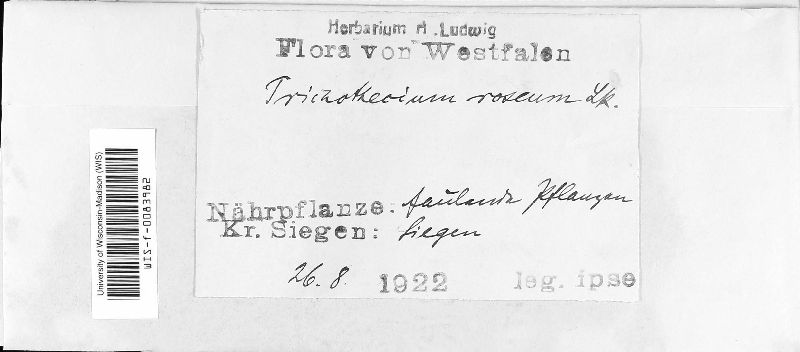 Herbarium A. Ludwig
Flora von Westfalen
Trichothecium roseum Lk.
Nährpflanze: faulende Pflanzen
Kr. Siegen: Siegen
26. 8. 1922 leg. ipse
University of Wisconsin-Madison (WIS)
WIS-f-0083982